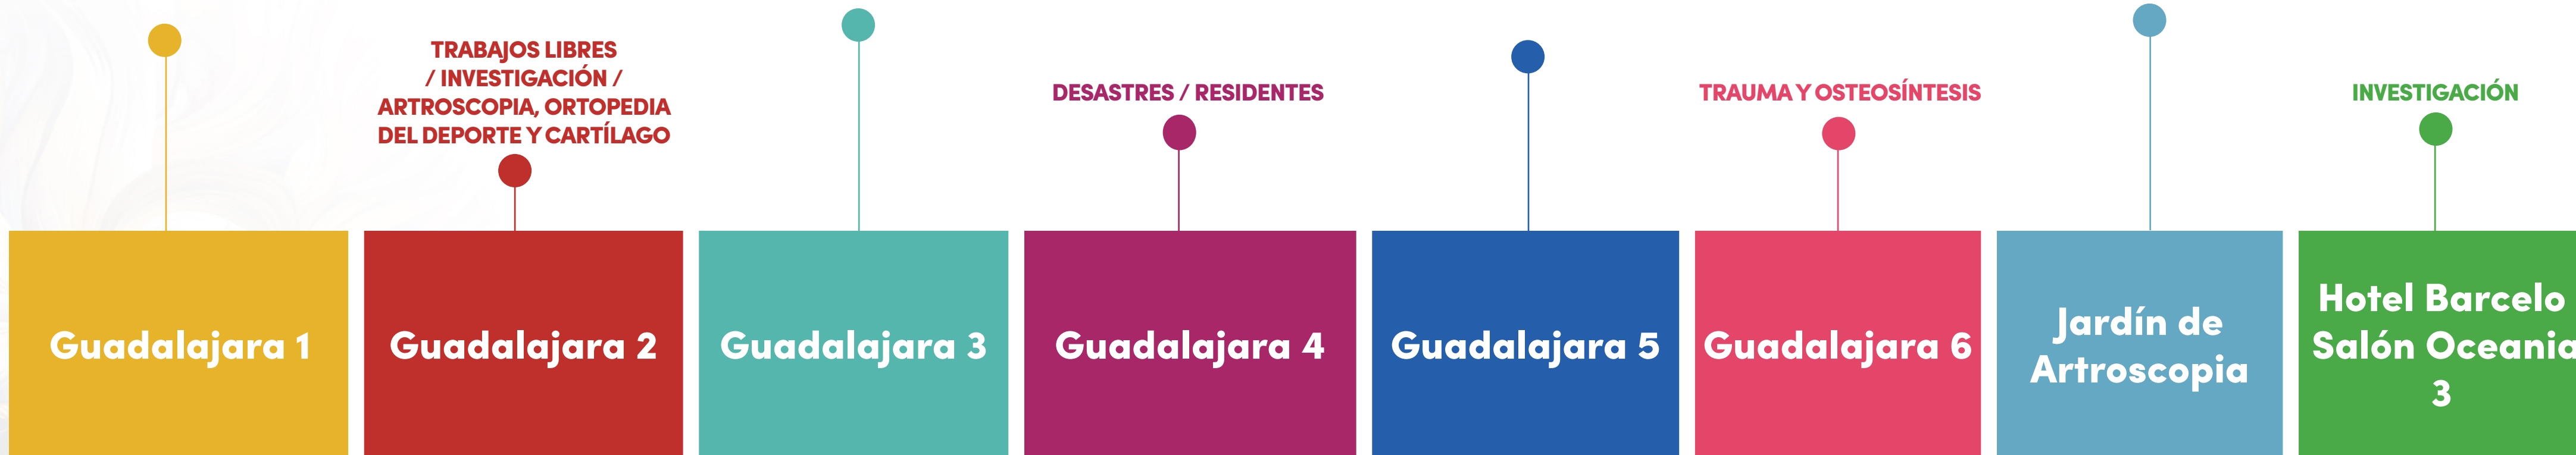 TRABAJOS LIBRES
/ INVESTIGACIÓN /
ARTROSCOPIA, ORTOPEDIA
DEL DEPORTE Y CARTÍLAGO
DESASTRES / RESIDENTES
TRAUMA Y OSTEOSÍNTESIS
INVESTIGACIÓN
Guadalajara 1
Guadalajara 2
Guadalajara 3
Guadalajara 4
Guadalajara 5
Guadalajara 6
Jardín de
Artroscopia
Hotel Barcelo
Salón Oceania
3